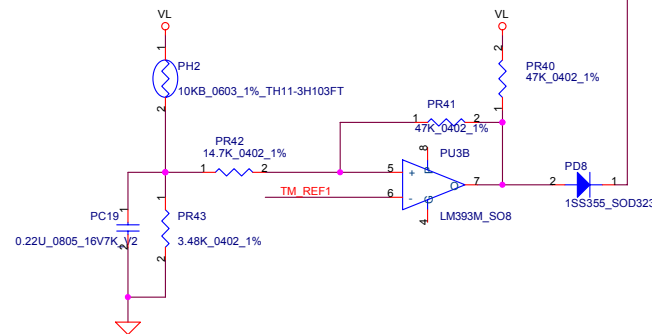 VL
VL
1
2
PH2
10KB_0603_1%_TH11-3H103FT
2
PR40
47K_0402_1%
1
PR41
1
2
47K_0402_1%
PR42
14.7K_0402_1%
1
2
PU3B
8
5
+
P
O
7
TM_REF1
6
-
G
4
LM393M_SO8
PD8
2
1
1SS355_SOD323
1
PC19
0.22U_0805_16V7K_V2
2
1
PR43
3.48K_0402_1%
2